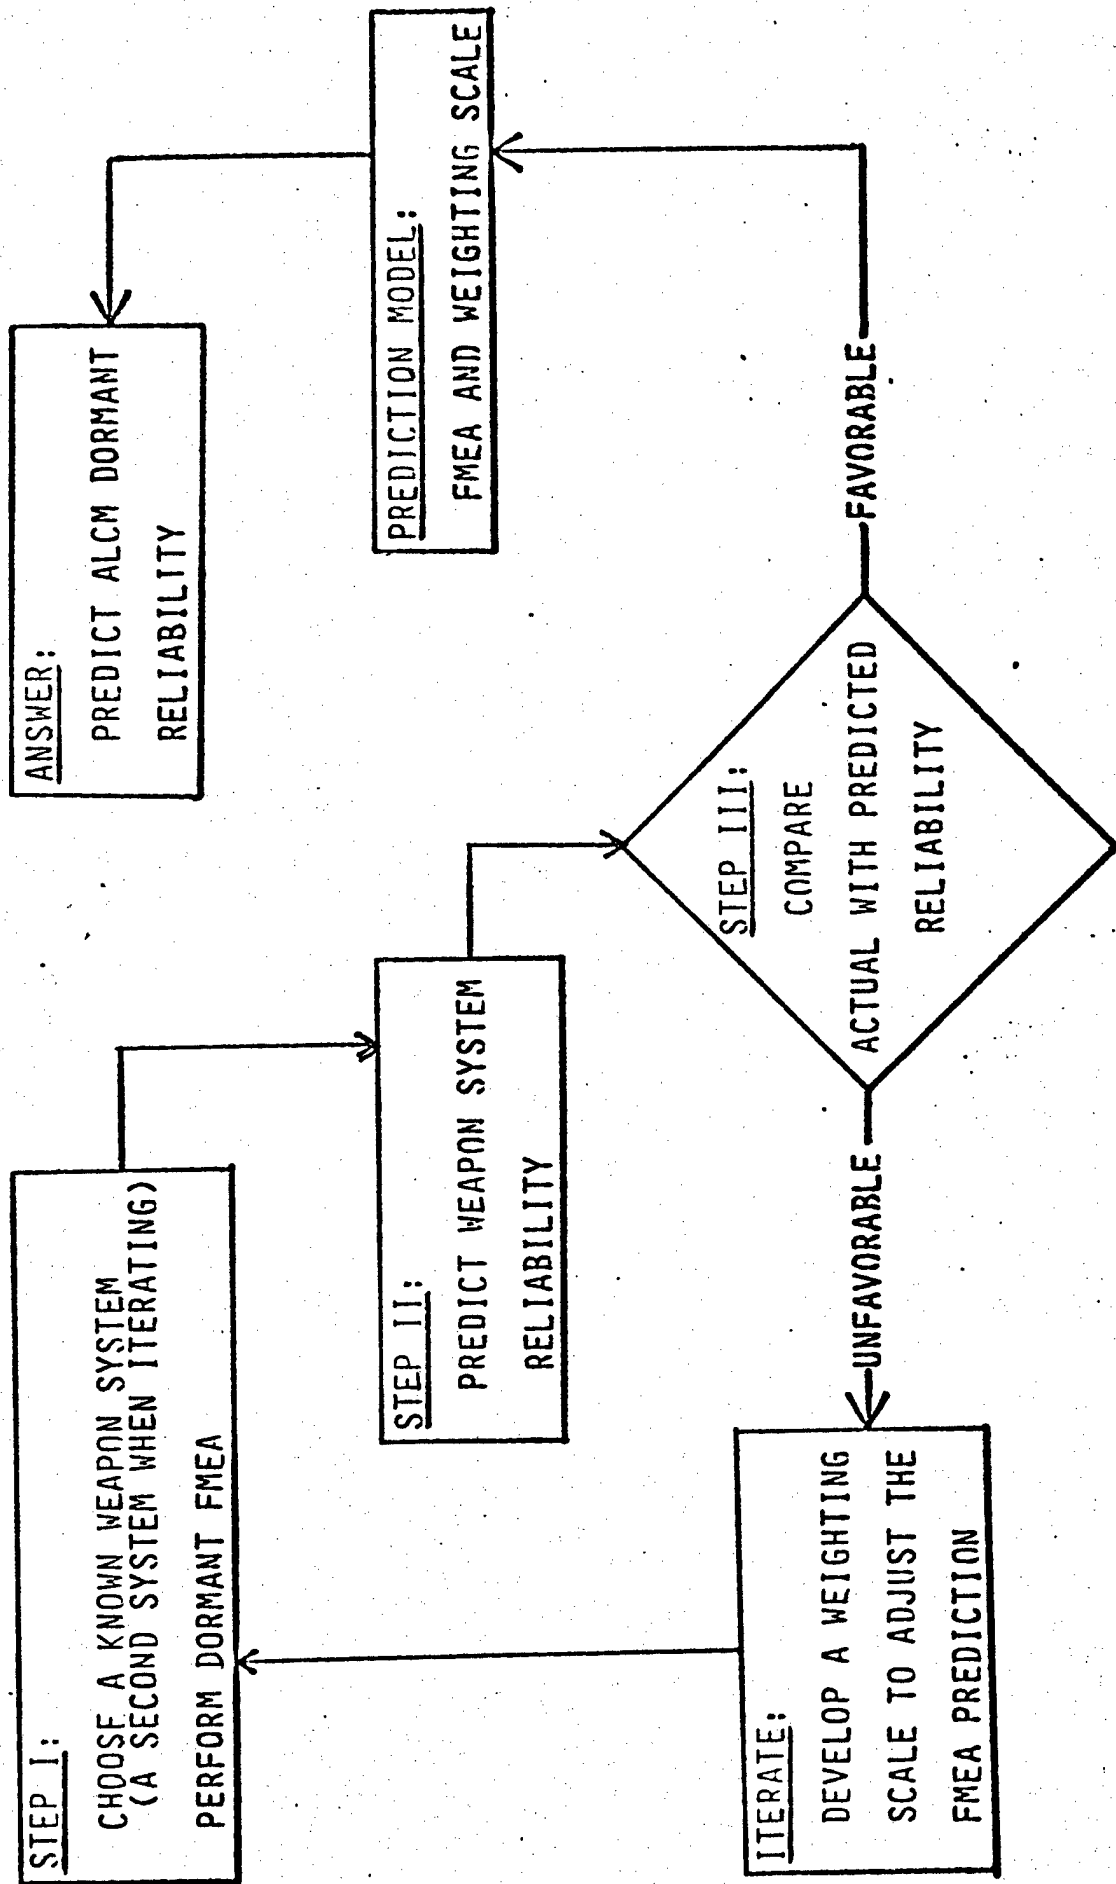 STEP I:
CHOOSE A KNOWN WEAPON SYSTEM
(A SECOND SYSTEM WHEN ITERATING)
PERFORM DORMANT FMEA
STEP II:
PREDICT WEAPON SYSTEM
RELIABILITY
STEP III:
COMPARE
ACTUAL WITH PREDICTED
RELIABILITY
UNFAVORABLE
FAVORABLE
ITERATE:
DEVELOP A WEIGHTING
SCALE TO ADJUST THE
FMEA PREDICTION
PREDICTION MODEL:
FMEA AND WEIGHTING SCALE
ANSWER:
PREDICT ALCM DORMANT
RELIABILITY